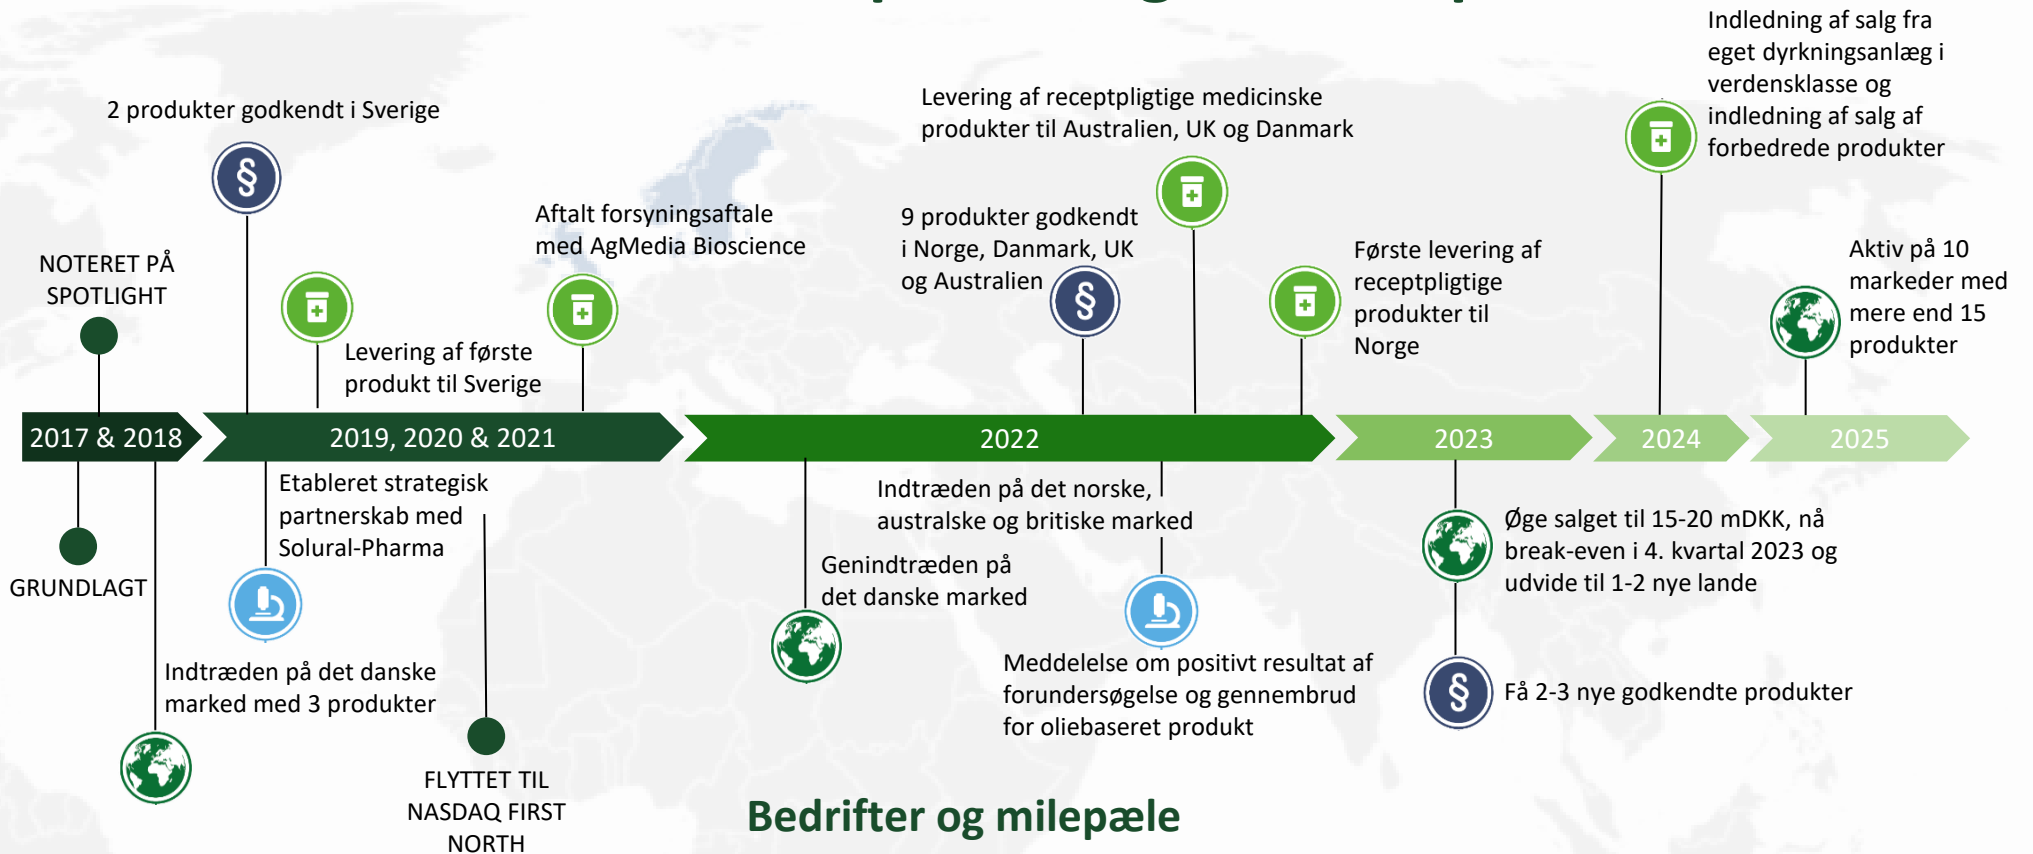 2 produkter godkendt i Sverige
§
NOTERET PÅ
SPOTLIGHT
Levering af første
produkt til Sverige
Aftalt forsyningsaftale
med AgMedia Bioscience
Levering af receptpligtige medicinske
produkter til Australien, UK og Danmark
9 produkter godkendt
i Norge, Danmark, UK
og Australien
§
Første levering af
receptpligtige
produkter til
Norge
Indledning af salg fra
eget dyrkningsanlæg i
verdensklasse og
indledning af salg af
forbedrede produkter
Aktiv på 10
markeder med
mere end 15
produkter
2017 & 2018
2019, 2020 & 2021
2022
2023
2024
2025
GRUNDLAGT
Etableret strategisk
partnerskab med
Solural-Pharma
Indtræden på det danske
marked med 3 produkter
FLYTTET TIL
NASDAQ FIRST
NORTH
Indtræden på det norske,
australske og britiske marked
Genindtræden på
det danske marked
Meddelelse om positivt resultat af
forundersøgelse og gennembrud
for oliebaseret produkt
Øge salget til 15-20 mDKK, nå
break-even i 4. kvartal 2023 og
udvide til 1-2 nye lande
§
Få 2-3 nye godkendte produkter
Bedrifter og milepæle